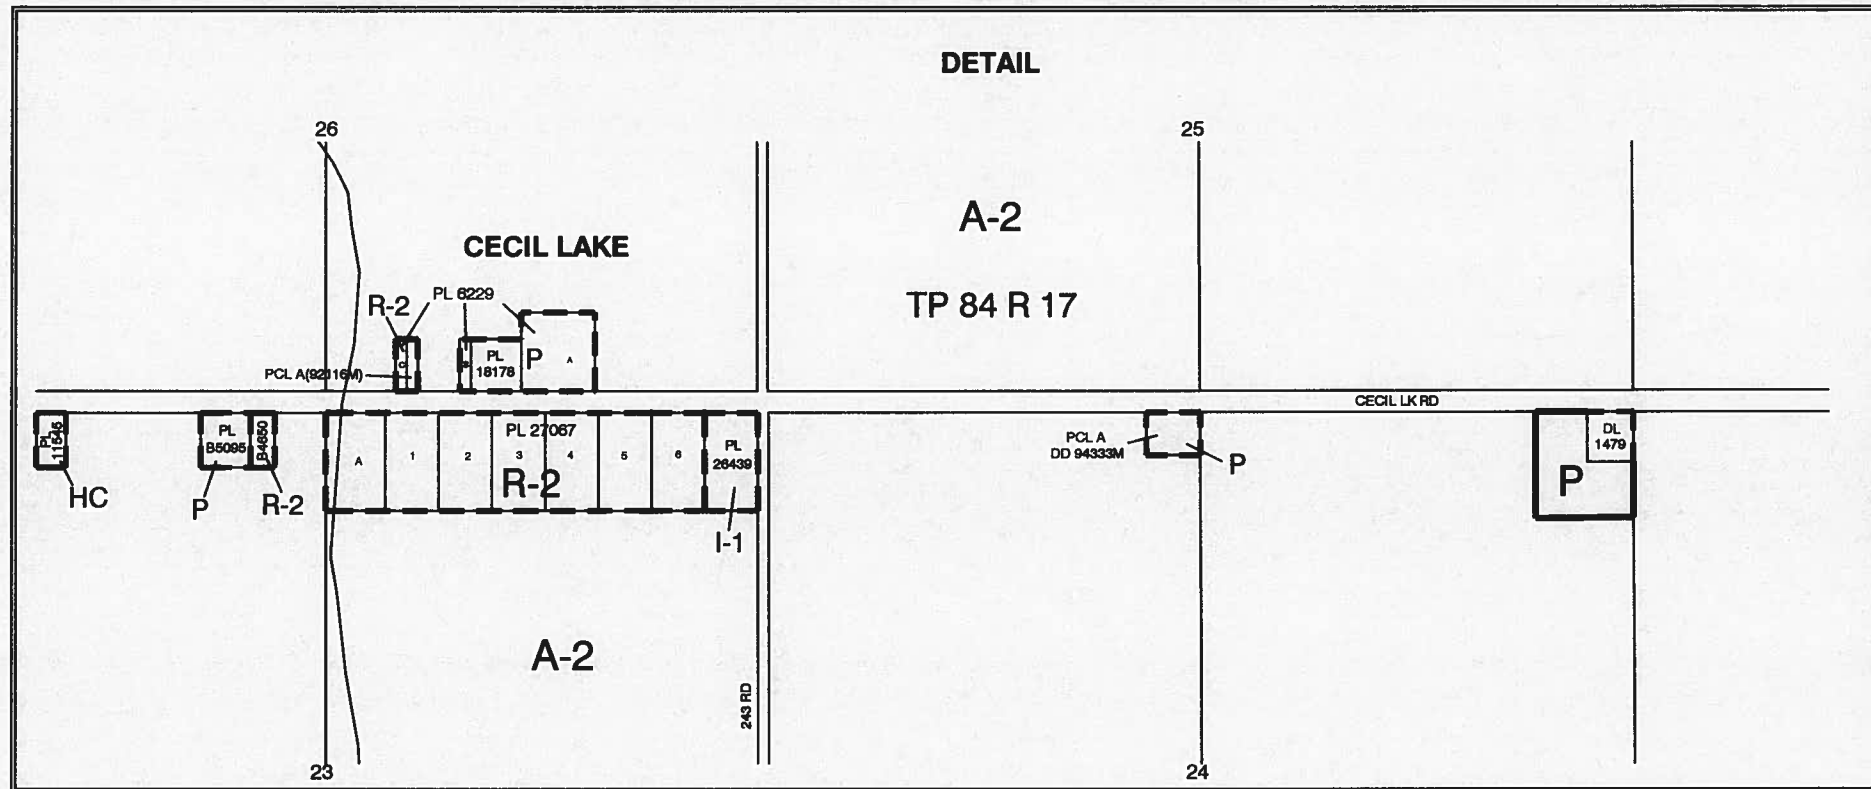 DETAIL
26
25
A-2
CECIL LAKE
TP 84 R 17
PL 6229
R-2
PL
18178
P
A
PCL A(92116M)
CECIL LK RD
PL
11545
PL
B5095
B4650
PL 27067
A
1
2
3
4
5
6
PL
26439
PCL A
DD 94333M
P
DL
1479
P
HC
P
R-2
R-2
I-1
A-2
243 RD
23
24